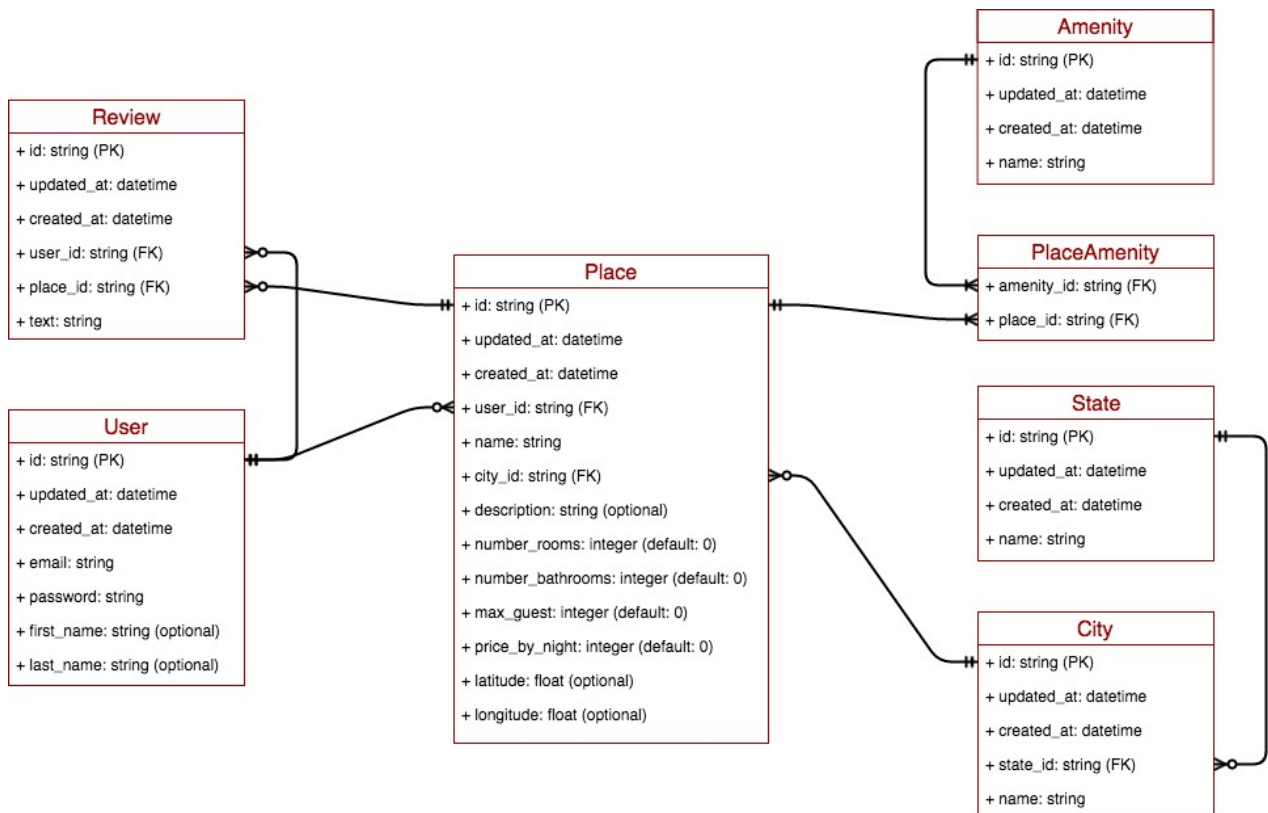 Review
+ id: string (PK)
+ updated_at: datetime
+ created_at: datetime
+ user_id: string (FK)
+ place_id: string (FK)
+ text: string
User
+ id: string (PK)
+ updated_at: datetime
+ created_at: datetime
+ email: string
+ password: string
+ first_name: string (optional)
+ last_name: string (optional)
Place
+ id: string (PK)
+ updated_at: datetime
+ created_at: datetime
+ user_id: string (FK)
+ name: string
+ city_id: string (FK)
+ description: string (optional)
+ number_rooms: integer (default: 0)
+ number_bathrooms: integer (default: 0)
+ max_guest: integer (default: 0)
+ price_by_night: integer (default: 0)
+ latitude: float (optional)
+ longitude: float (optional)
Amenity
+ id: string (PK)
+ updated_at: datetime
+ created_at: datetime
+ name: string
PlaceAmenity
+ amenity_id: string (FK)
+ place_id: string (FK)
State
+ id: string (PK)
+ updated_at: datetime
+ created_at: datetime
+ name: string
City
+ id: string (PK)
+ updated_at: datetime
+ created_at: datetime
+ state_id: string (FK)
+ name: string